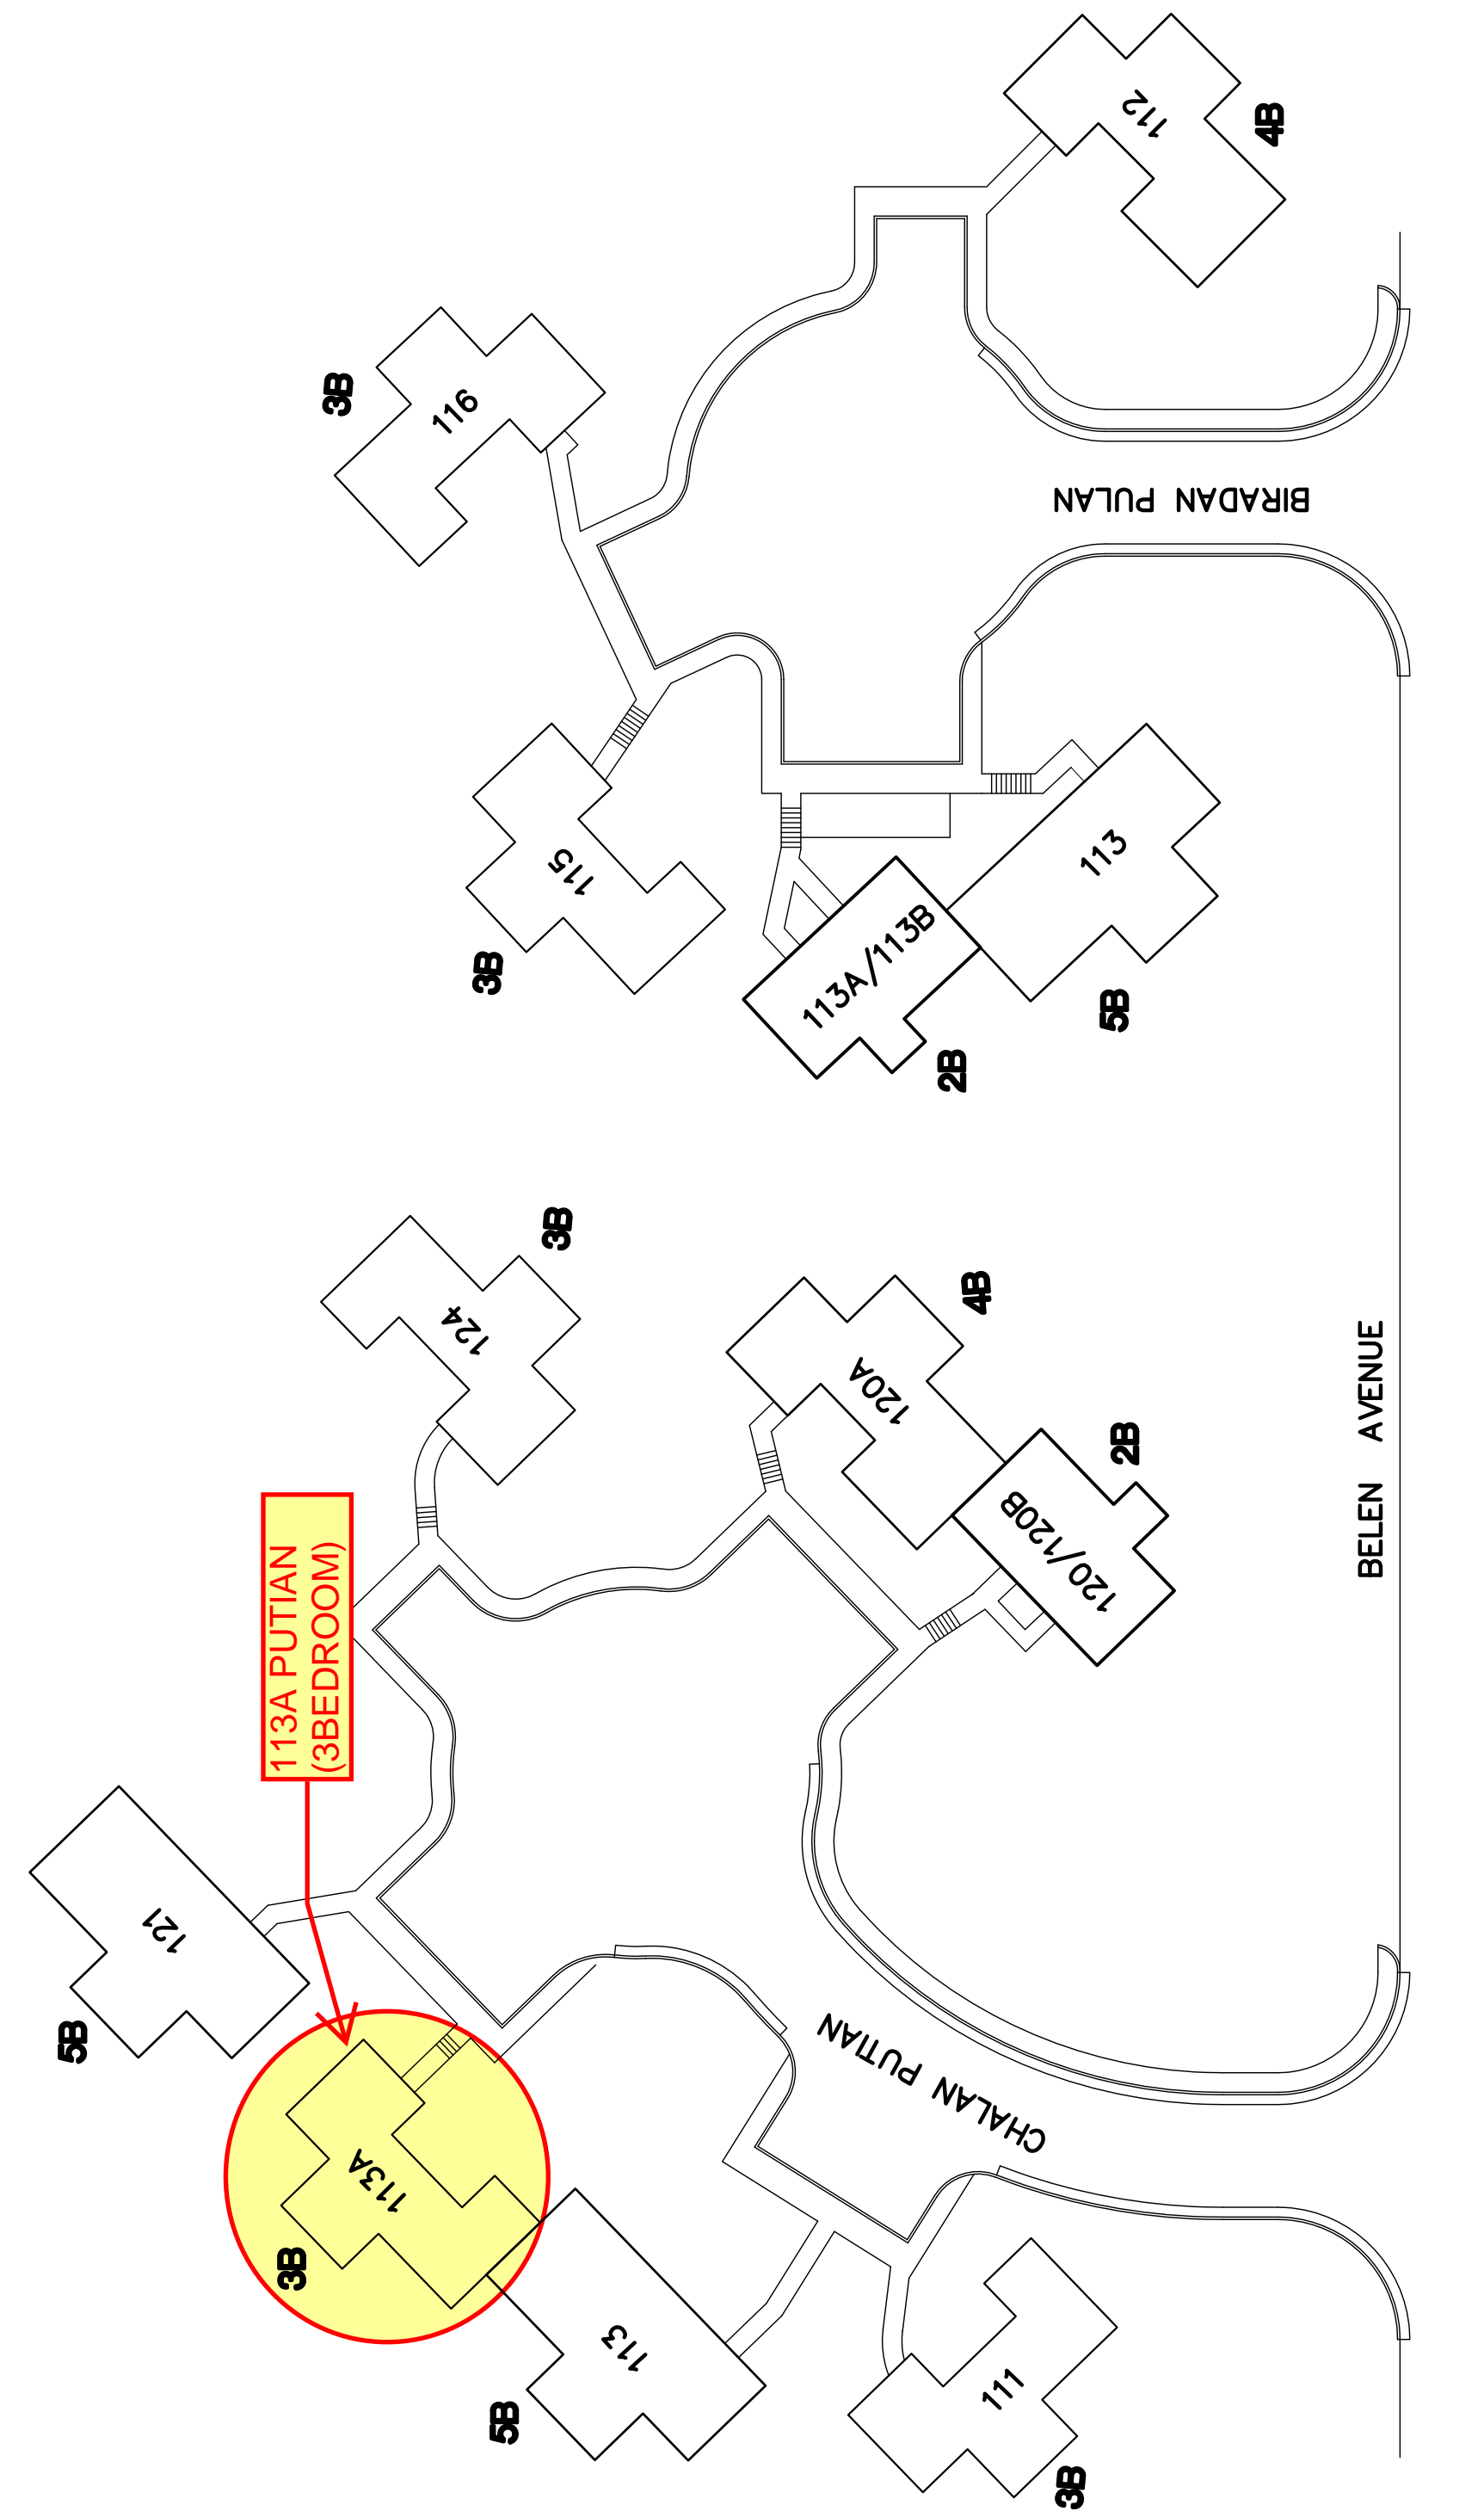 112
4B
116
3B
BIRADAN PULAN
115
3B
113
5B
113A/113B
2B
124
3B
120A
4B
120/120B
2B
BELEN AVENUE
113A PUTIAN
(3BEDROOM)
121
5B
CHALAN PUTIAN
113A
3B
113
5B
111
3B